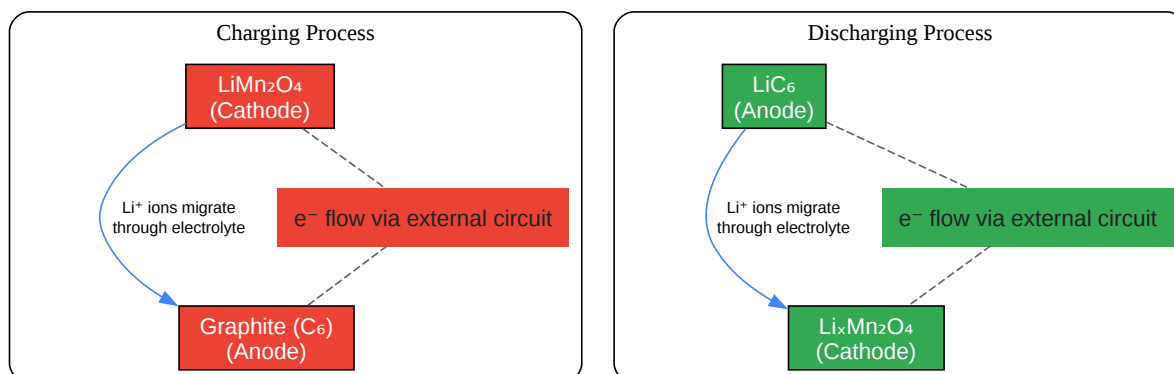 Charging Process
LiMn₂O₄
(Cathode)
Li⁺ ions migrate
through electrolyte
e⁻ flow via external circuit
Graphite (C₆)
(Anode)
Discharging Process
LiC₆
(Anode)
Li⁺ ions migrate
through electrolyte
e⁻ flow via external circuit
LiₓMn₂O₄
(Cathode)